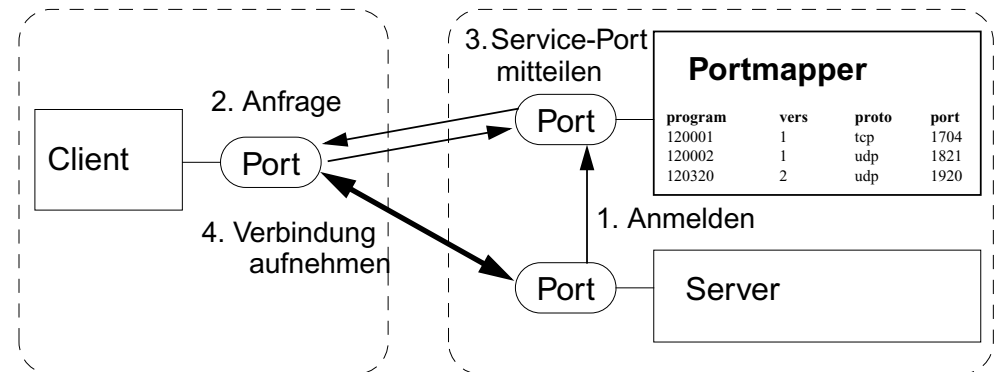 3. Service-Port
mitteilen
Portmapper
program vers proto port
120001 1 tcp 1704
120002 1 udp 1821
120320 2 udp 1920
2. Anfrage
Port
Client
Port
1. Anmelden
4. Verbindung
aufnehmen
Port
Server